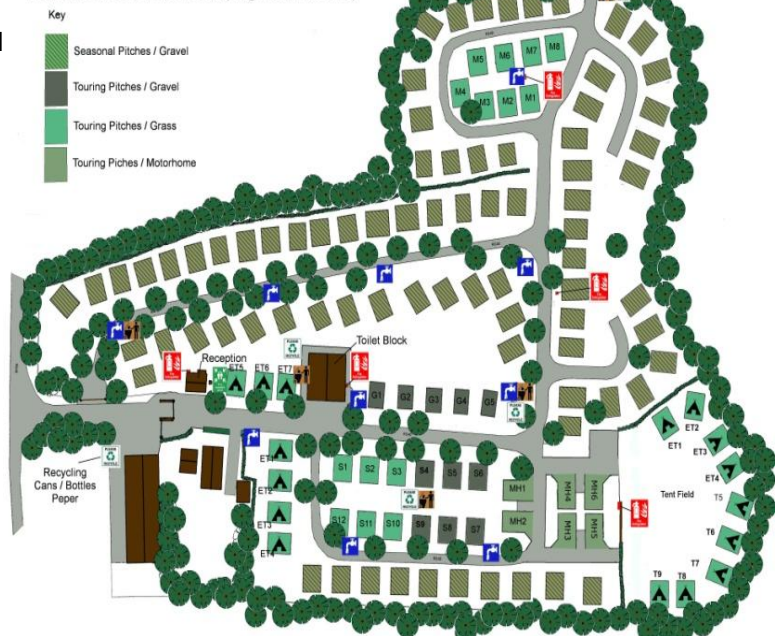 Key
Seasonal Pitches / Gravel
Touring Pitches / Gravel
Touring Pitches / Grass
Touring Piches / Motorhome
M5
M6
M7
M8
M4
M3
M2
M1
Reception
Toilet Block
ET5
ET6
ET7
G1
G2
G3
G4
G5
Recycling
Cans / Bottles
Peper
ET2
ET3
ET4
S1
S2
S3
S4
S5
S6
S12
S11
S10
S9
S8
S7
MH1
MH2
MH4
MH6
MH3
MH5
ET1
ET2
ET3
ET4
Tent Field
T5
T6
T7
T9
T8